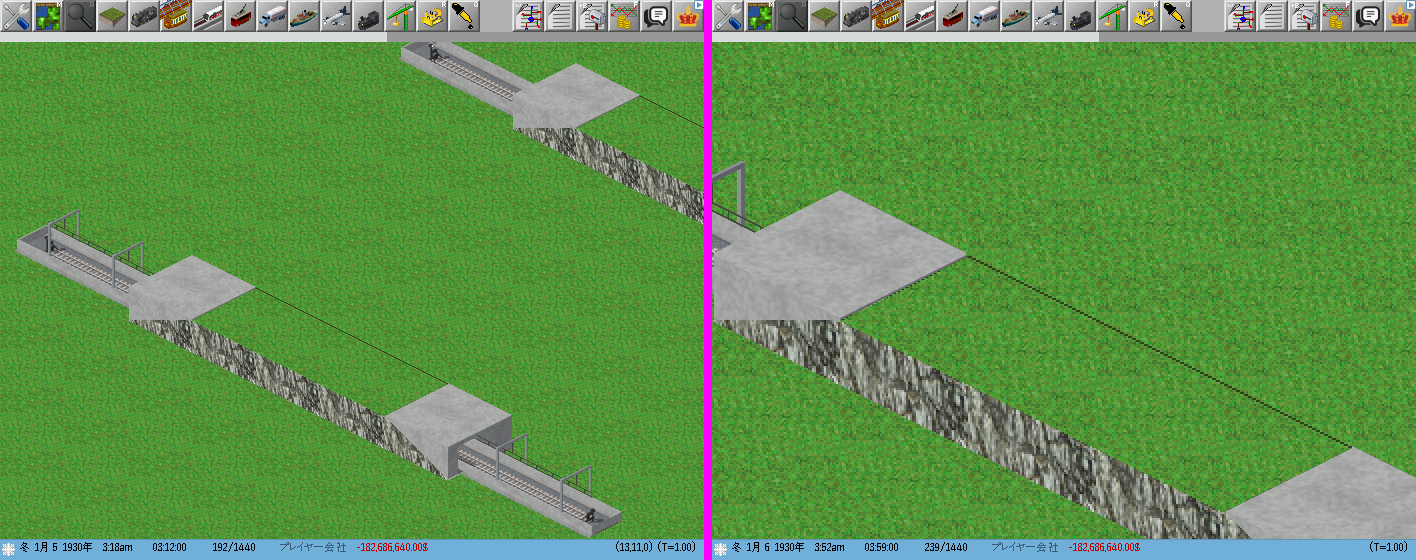 冬 1月 5 1930年 3:18am 03:12:00 192/1440 プレイヤー会社 -182,686,640.00$ (13,11,0) (T=1.00)
冬 1月 6 1930年 3:52am 03:59:00 239/1440 プレイヤー会社 -182,686,640.00$ (T=1.00)